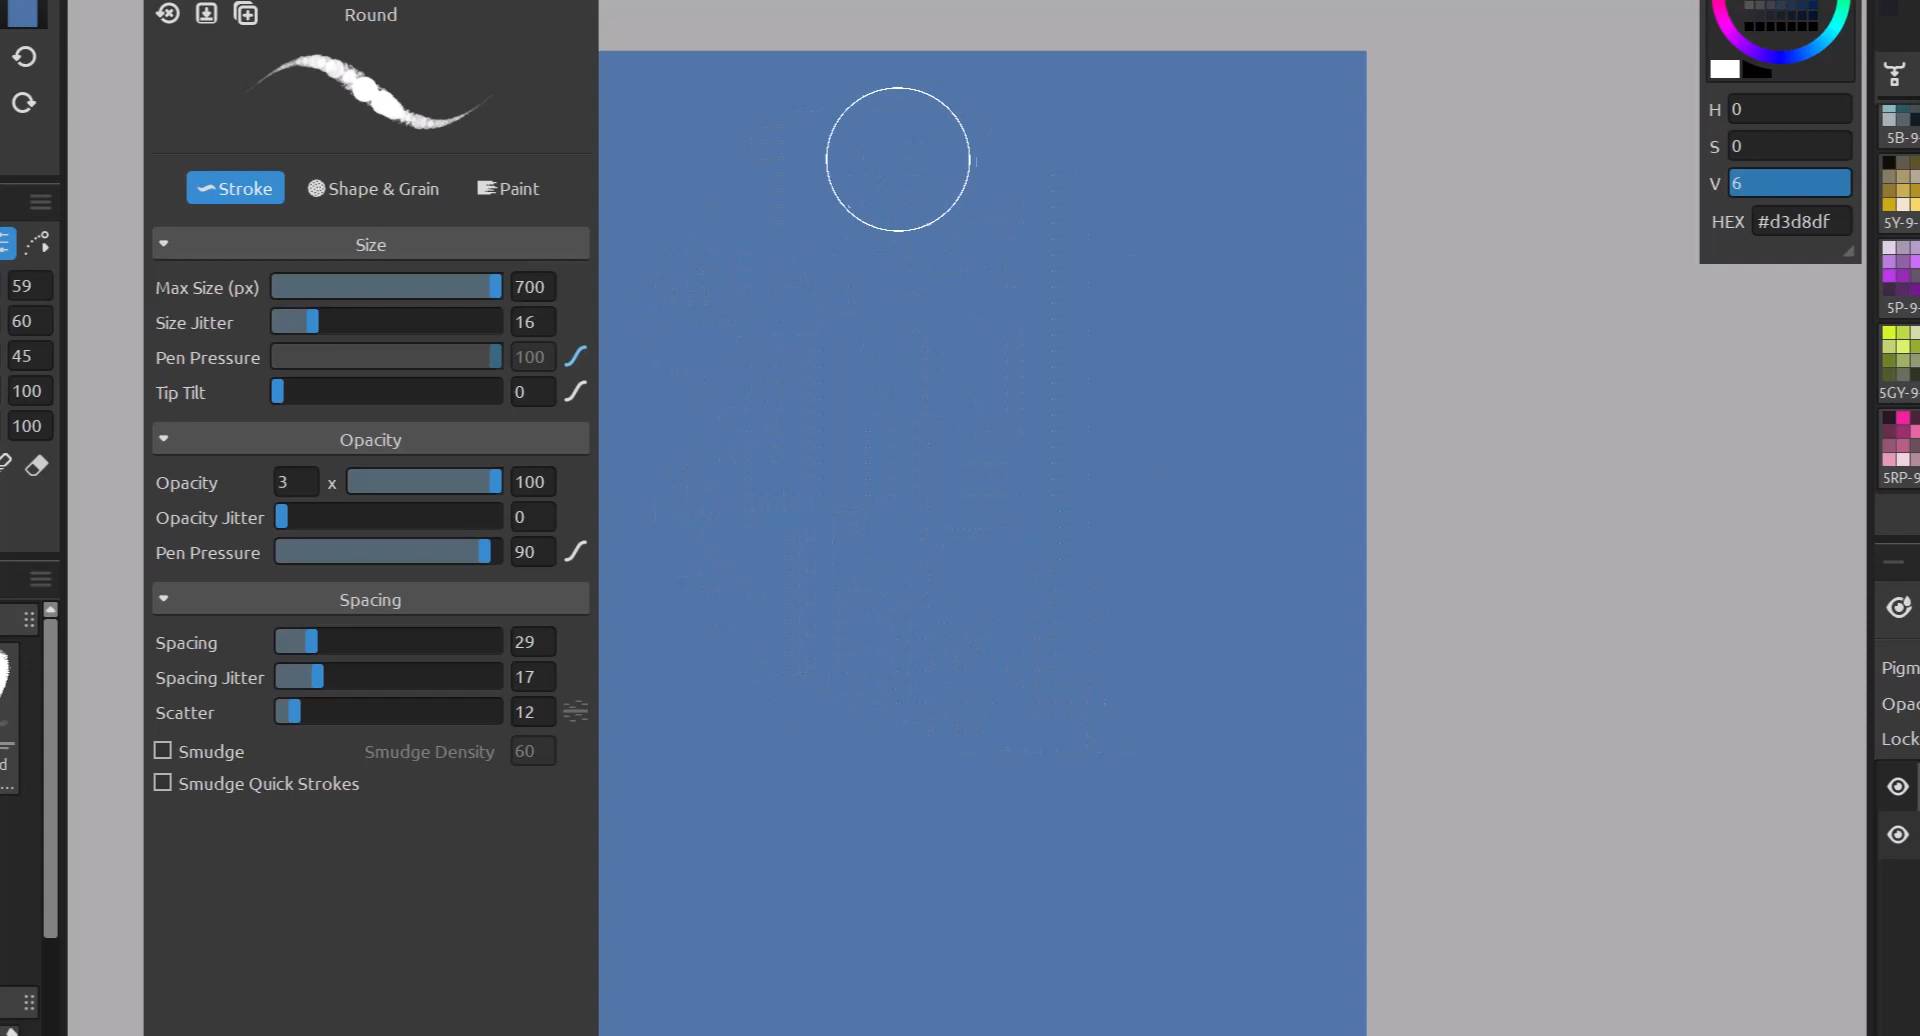 Round
Stroke
Shape & Grain
Paint
Size
Max Size (px) 700
Size Jitter 16
Pen Pressure 100
Tip Tilt 0
Opacity
Opacity 3 x 100
Opacity Jitter 0
Pen Pressure 90
Spacing
Spacing 29
Spacing Jitter 17
Scatter 12
Smudge
Smudge Density 60
Smudge Quick Strokes
59
60
45
100
100
d
...
H 0
S 0
V 6
HEX #d3d8df
5B-9-
5Y-9-
5P-9-
5GY-9-
5RP-9
Pigm
Opac
Lock